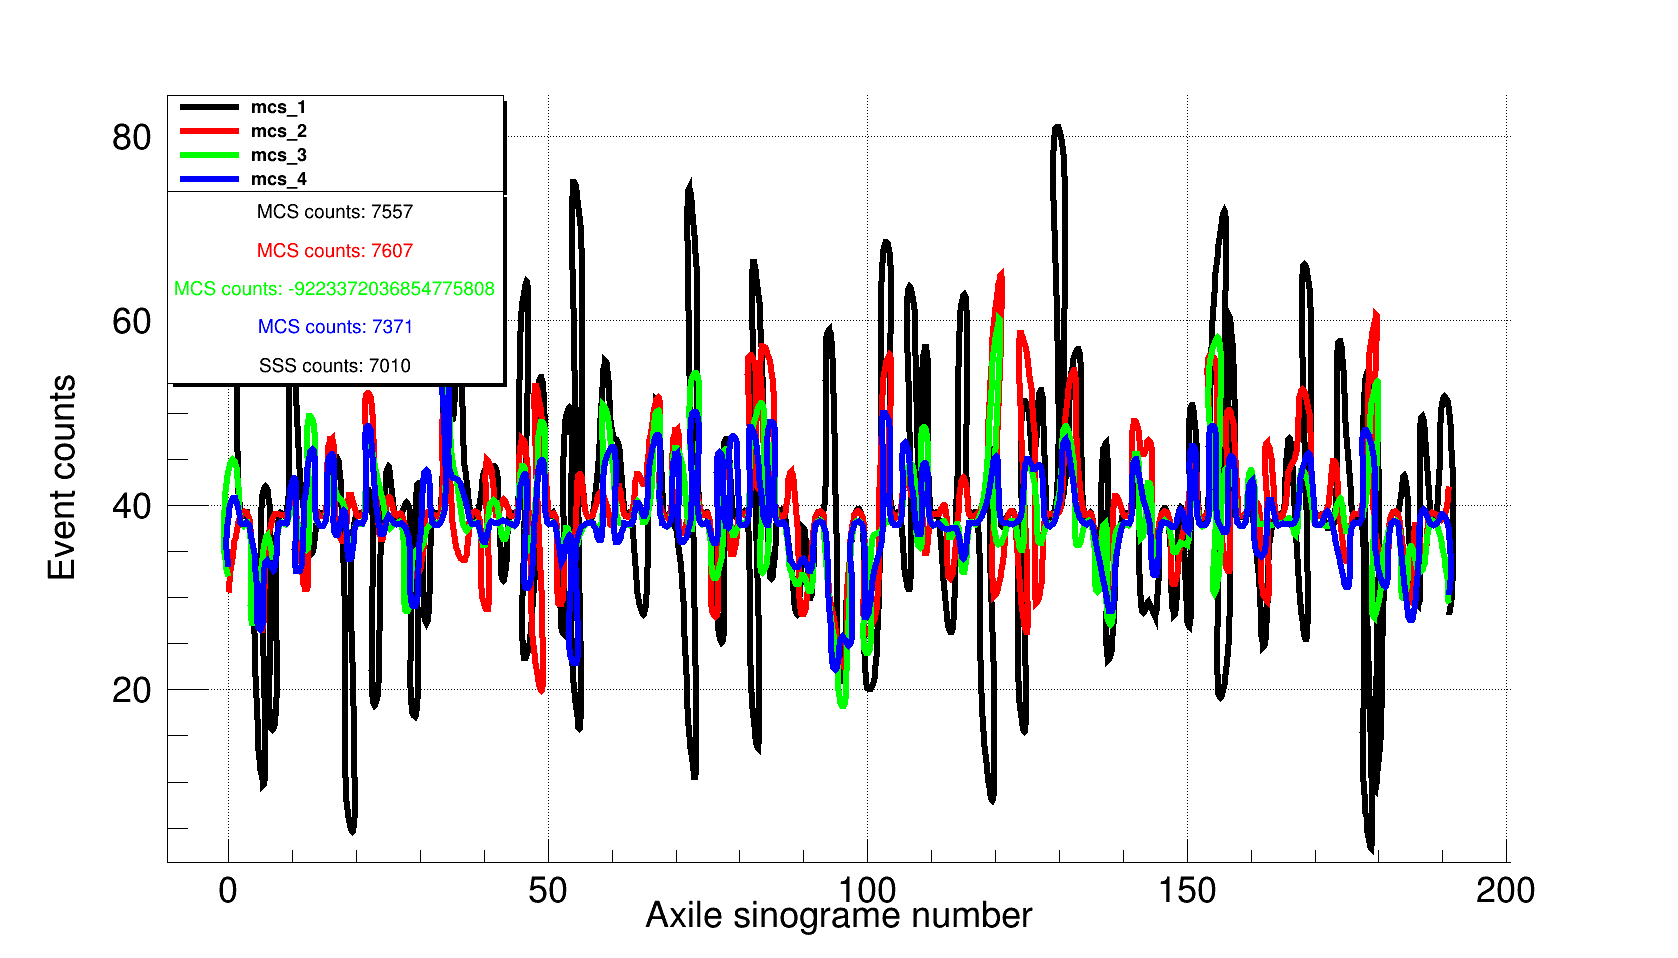 mcs_1
mcs_2
mcs_3
mcs_4
MCS counts: 7557
MCS counts: 7607
MCS counts: -9223372036854775808
MCS counts: 7371
SSS counts: 7010
80
60
40
20
Event counts
0 50 100 150 200
Axile sinograme number